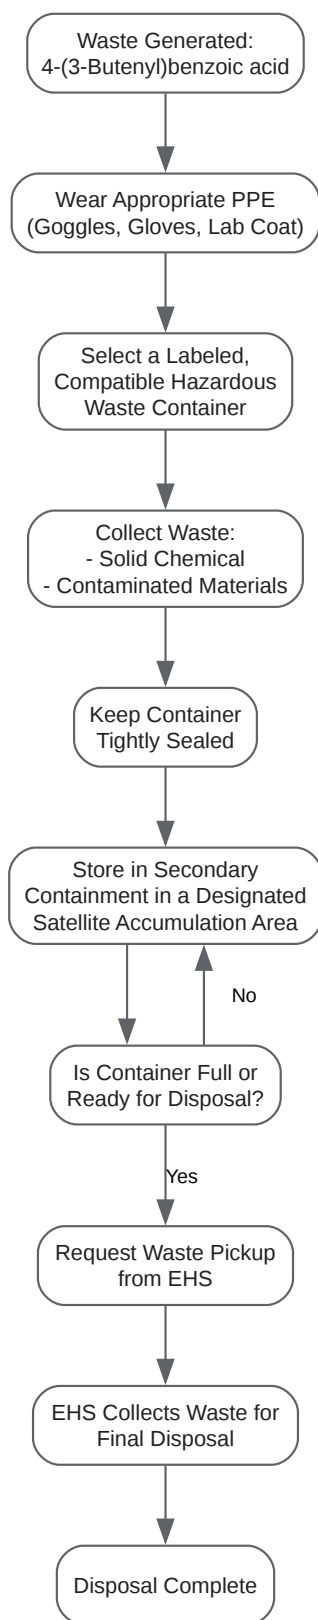 Waste Generated:
4-(3-Butenyl)benzoic acid
Wear Appropriate PPE
(Goggles, Gloves, Lab Coat)
Select a Labeled,
Compatible Hazardous
Waste Container
Collect Waste:
- Solid Chemical
- Contaminated Materials
Keep Container
Tightly Sealed
Store in Secondary
Containment in a Designated
Satellite Accumulation Area
No
Is Container Full or
Ready for Disposal?
Yes
Request Waste Pickup
from EHS
EHS Collects Waste for
Final Disposal
Disposal Complete